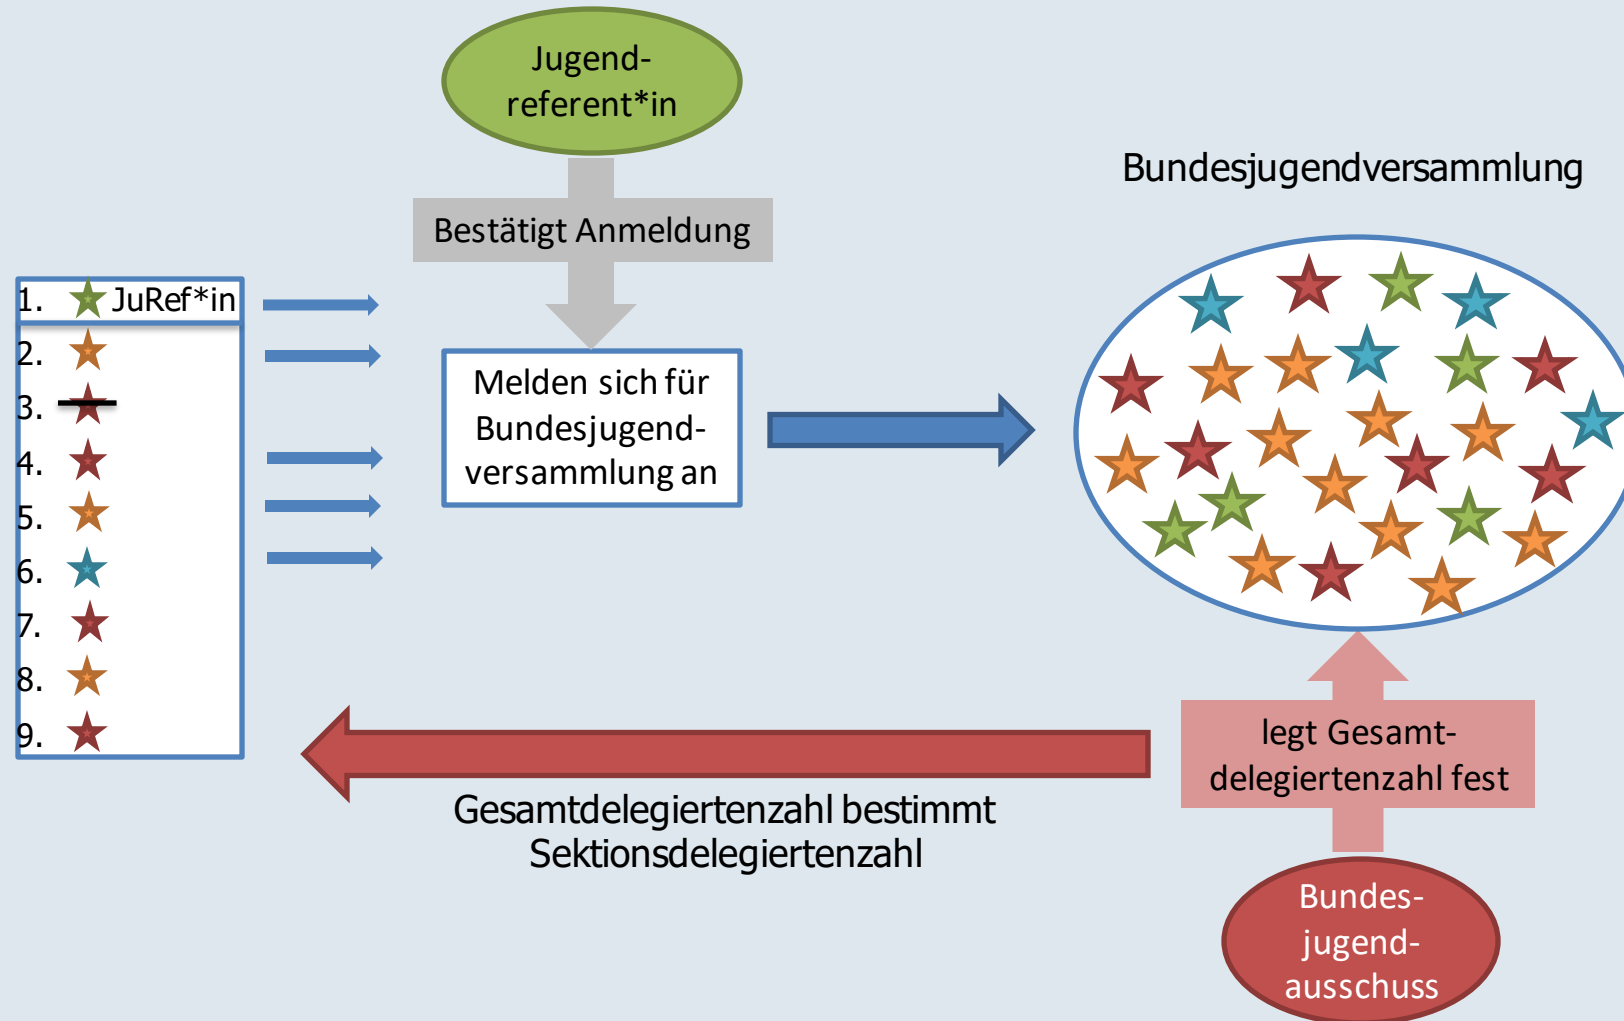 Jugend-
referent*in
Bestätigt Anmeldung
Bundesjugendversammlung
1. JuRef*in
2.
3.
4.
5.
6.
7.
8.
9.
Melden sich für
Bundesjugend-
versammlung an
Gesamtdelegiertenzahl bestimmt
Sektionsdelegiertenzahl
legt Gesamt-
delegiertenzahl fest
Bundes-
jugend-
ausschuss